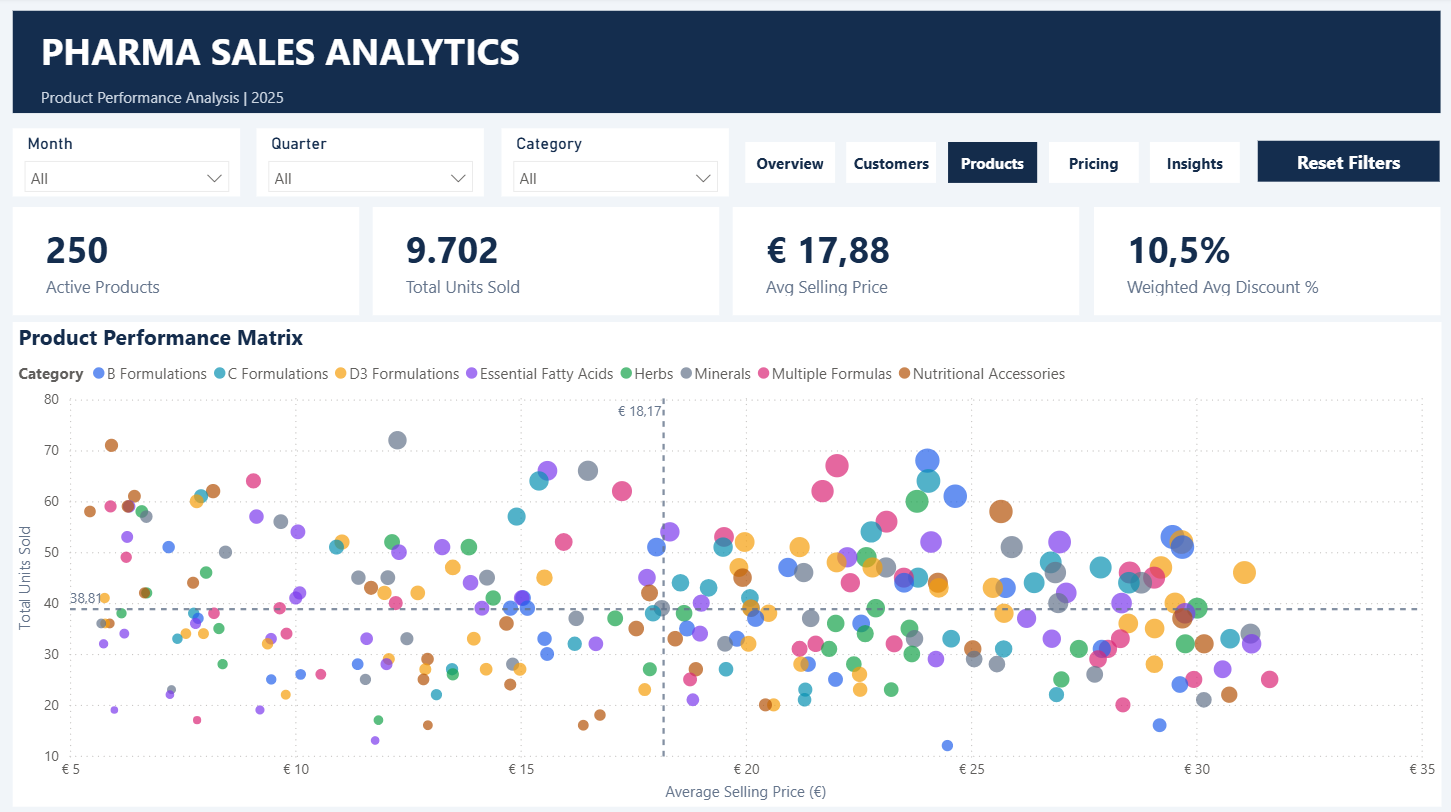 PHARMA SALES ANALYTICS
Product Performance Analysis | 2025
Month
All
Quarter
All
Category
All
Overview
Customers
Products
Pricing
Insights
Reset Filters
250
Active Products
9.702
Total Units Sold
€ 17,88
Avg Selling Price
10,5%
Weighted Avg Discount %
Product Performance Matrix
Category B Formulations C Formulations D3 Formulations Essential Fatty Acids Herbs Minerals Multiple Formulas Nutritional Accessories
Total Units Sold
80
70
60
50
40
30
20
10
€ 18,17
38,81
€ 5 € 10 € 15 € 20 € 25 € 30 € 35
Average Selling Price (€)